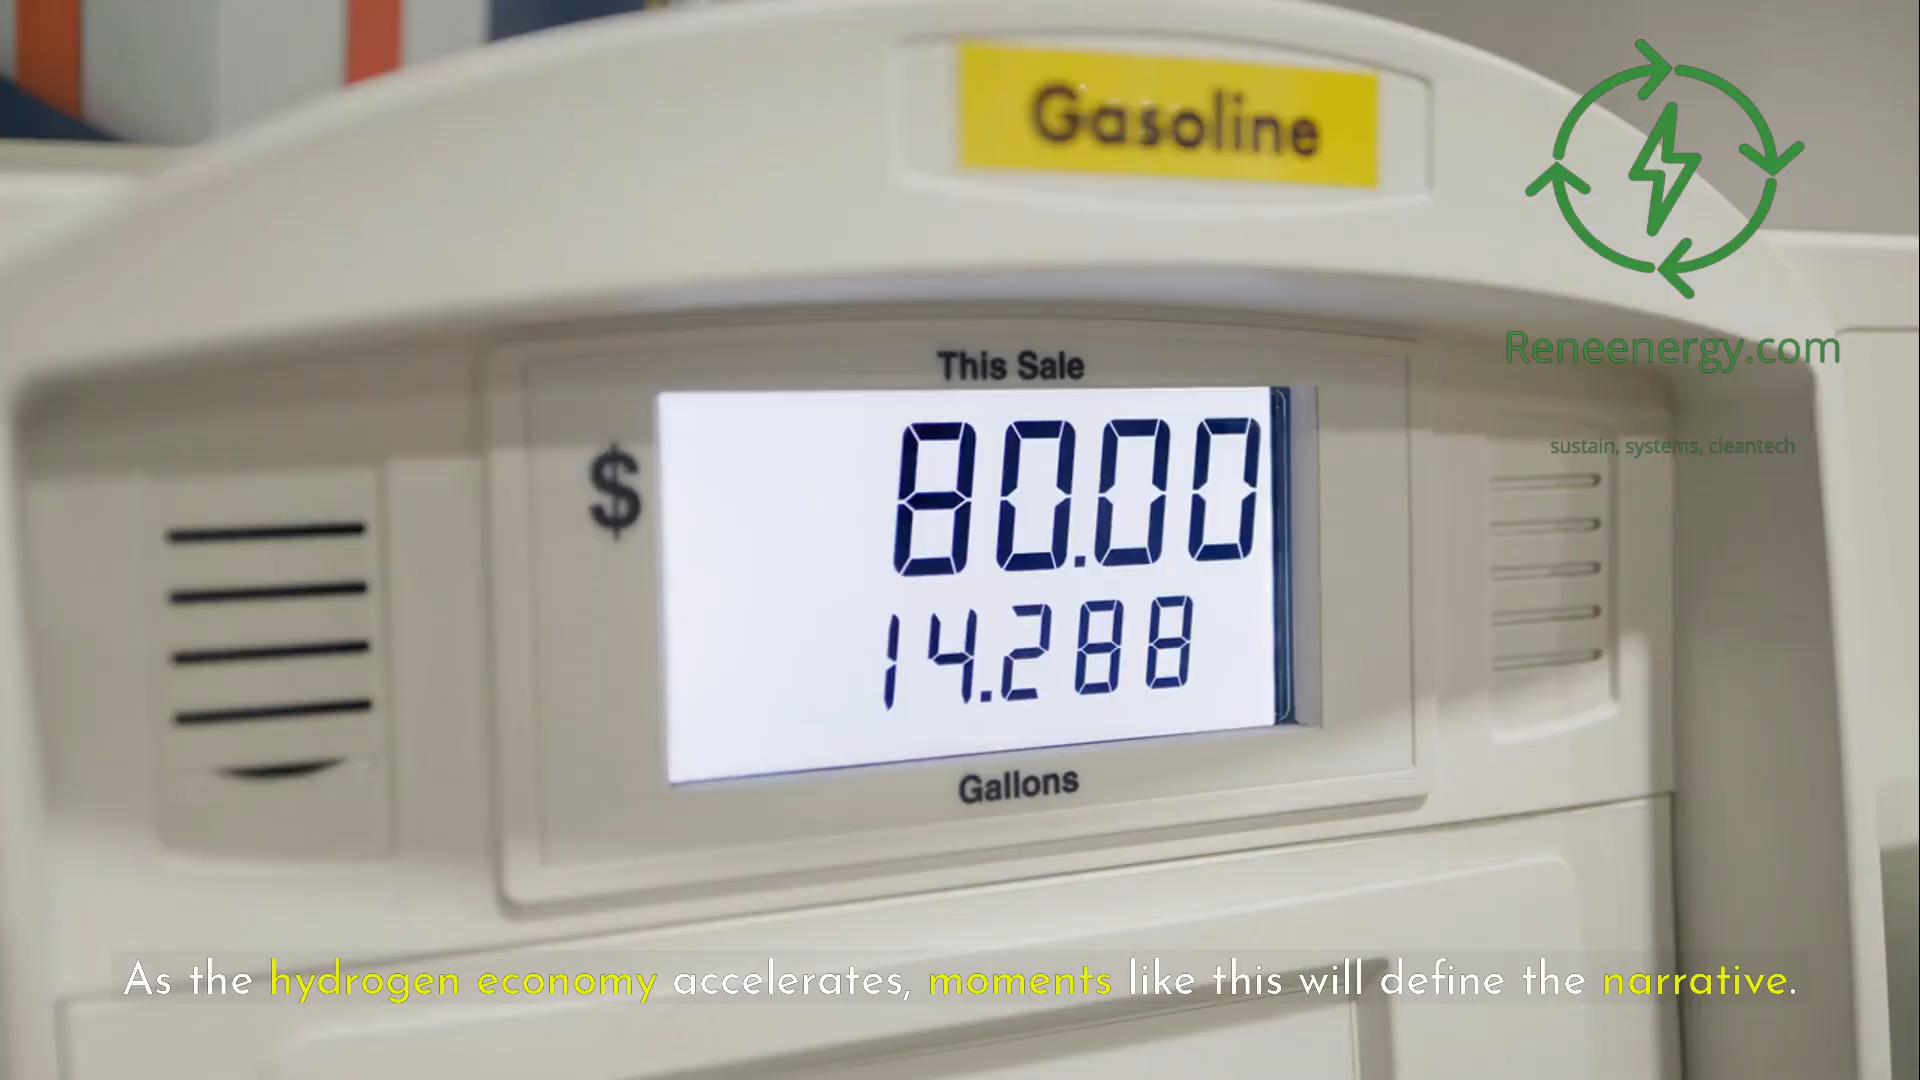 Gasoline
Reneenergy.com
This Sale
sustain, systems, cleantech
$ 80.00
14.288
Gallons
As the hydrogen economy accelerates, moments like this will define the narrative.